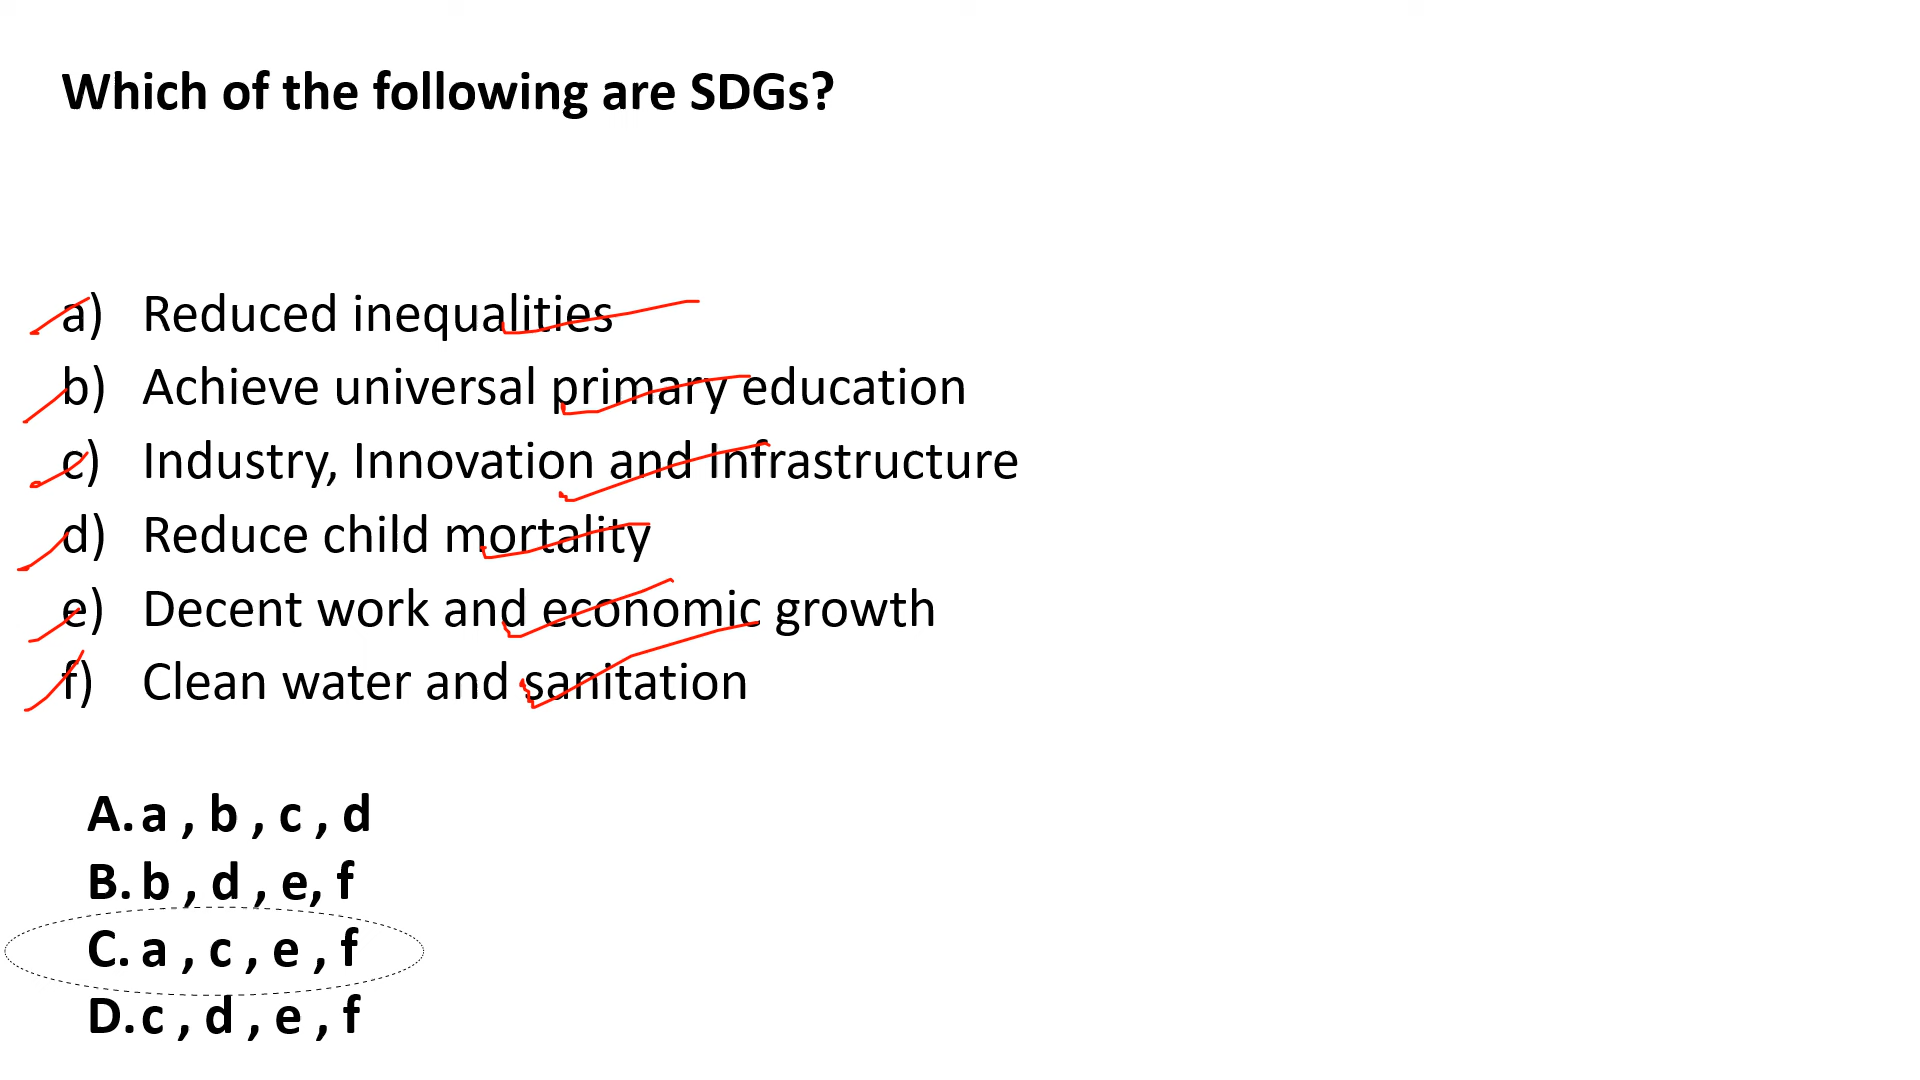 Which of the following are SDGs?
a) Reduced inequalities
b) Achieve universal primary education
c) Industry, Innovation and Infrastructure
d) Reduce child mortality
e) Decent work and economic growth
f) Clean water and sanitation
A. a , b , c , d
B. b , d , e, f
C. a , c , e , f
D. c , d , e , f